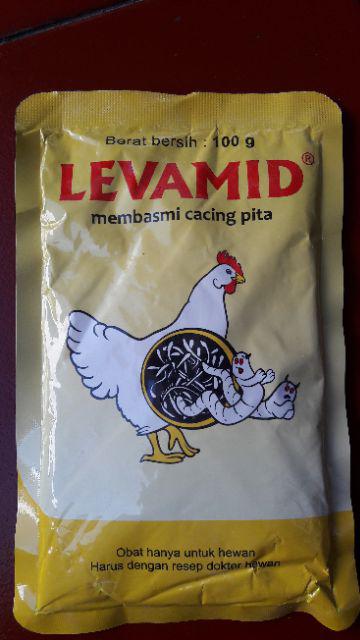 Berat bersih : 100 g
LEVAMID®
membasmi cacing pita
Obat hanya untuk hewan
Harus dengan resep dokter hewan